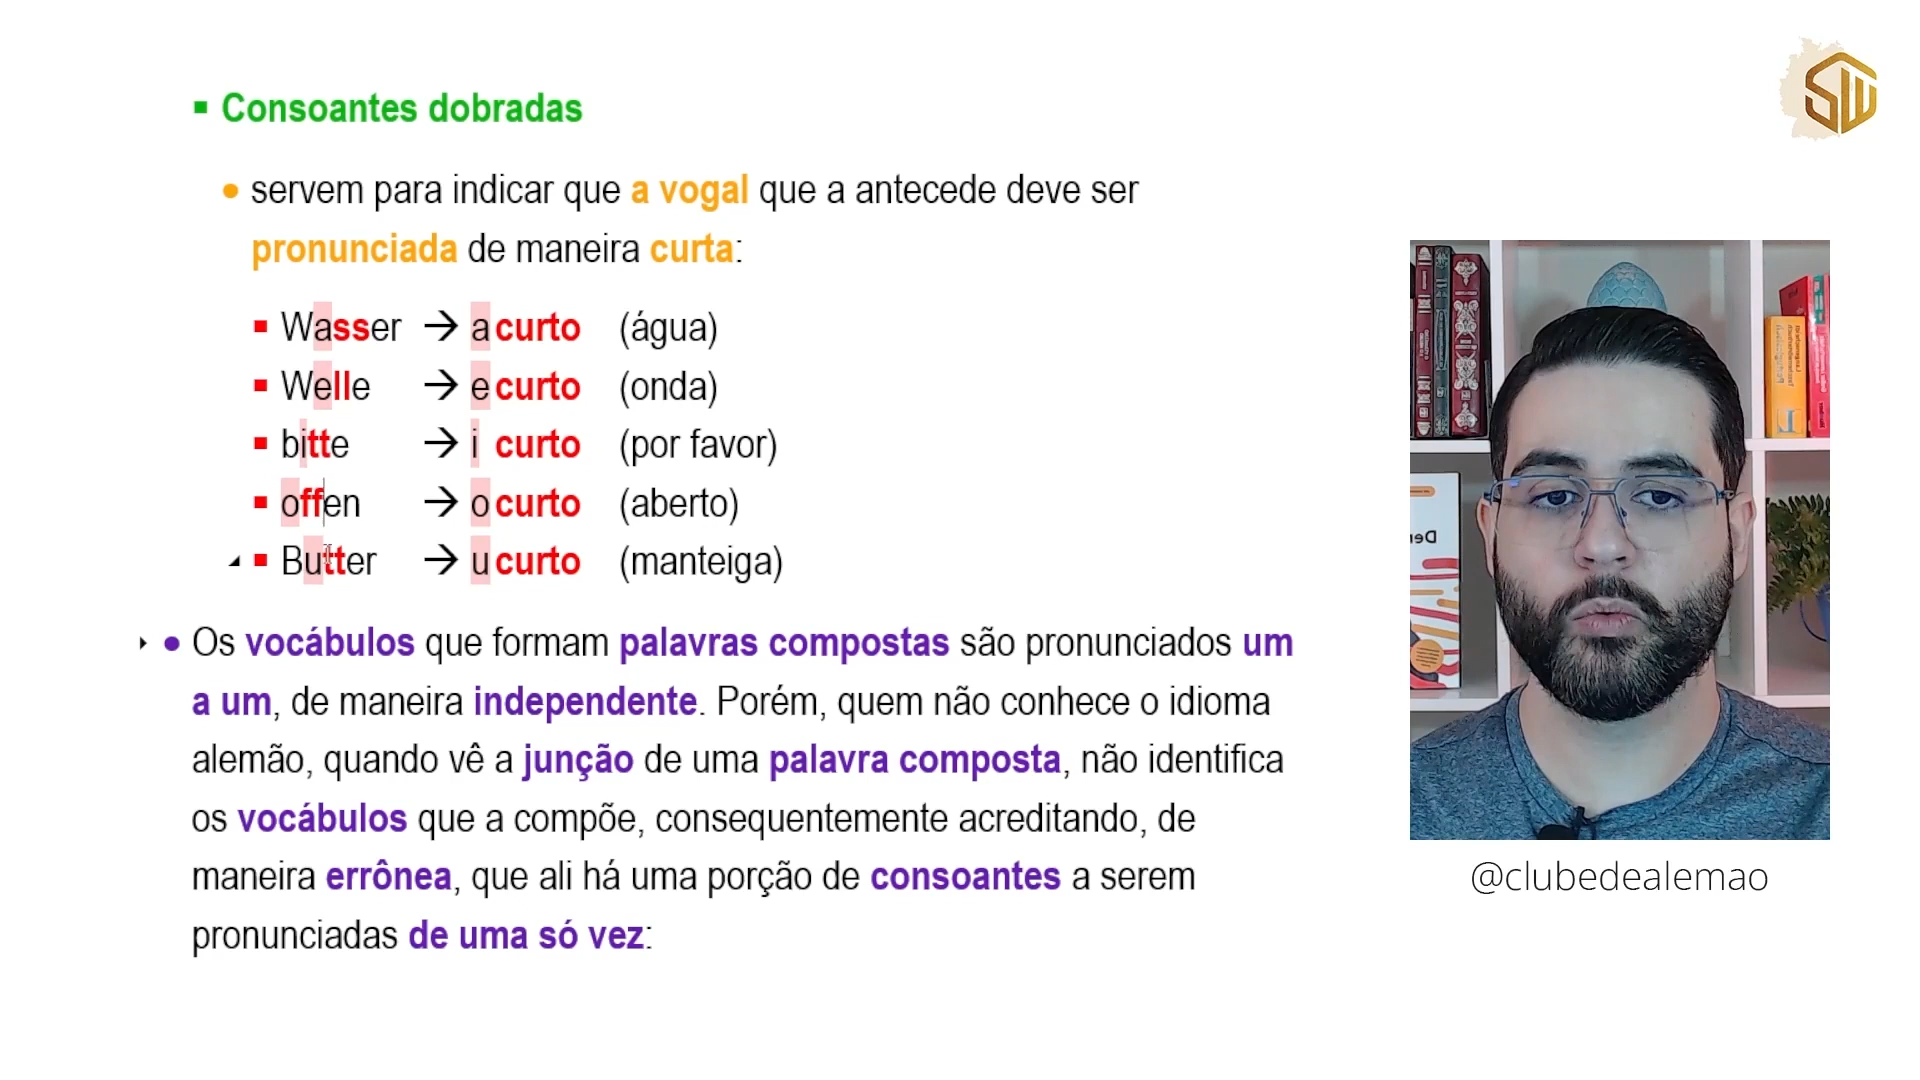 Consoantes dobradas
servem para indicar que a vogal que a antecede deve ser
pronunciada de maneira curta:
Wasser → a curto (água)
Welle → e curto (onda)
bitte → i curto (por favor)
offen → o curto (aberto)
Butter → u curto (manteiga)
Os vocábulos que formam palavras compostas são pronunciados um
a um, de maneira independente. Porém, quem não conhece o idioma
alemão, quando vê a junção de uma palavra composta, não identifica
os vocábulos que a compõe, consequentemente acreditando, de
maneira errônea, que ali há uma porção de consoantes a serem
pronunciadas de uma só vez:
@clubedealemao